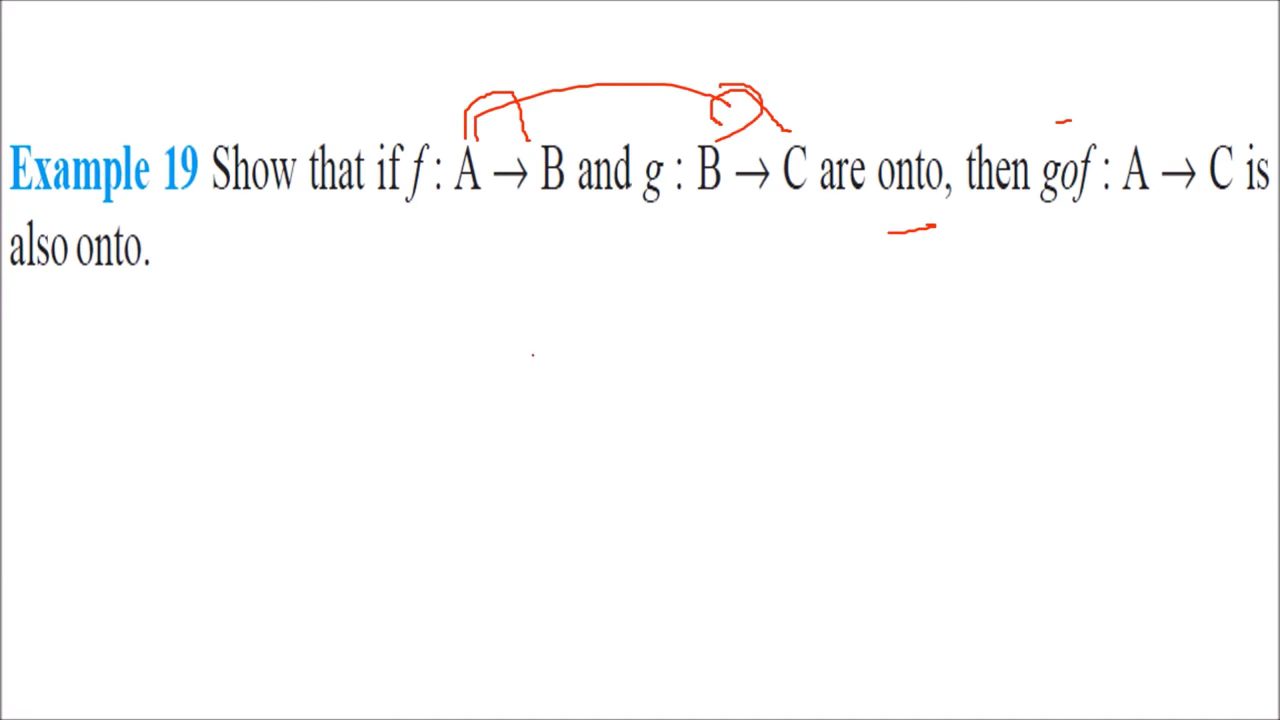 Example 19 Show that if f : A → B and g : B → C are onto, then gof : A → C is
also onto.